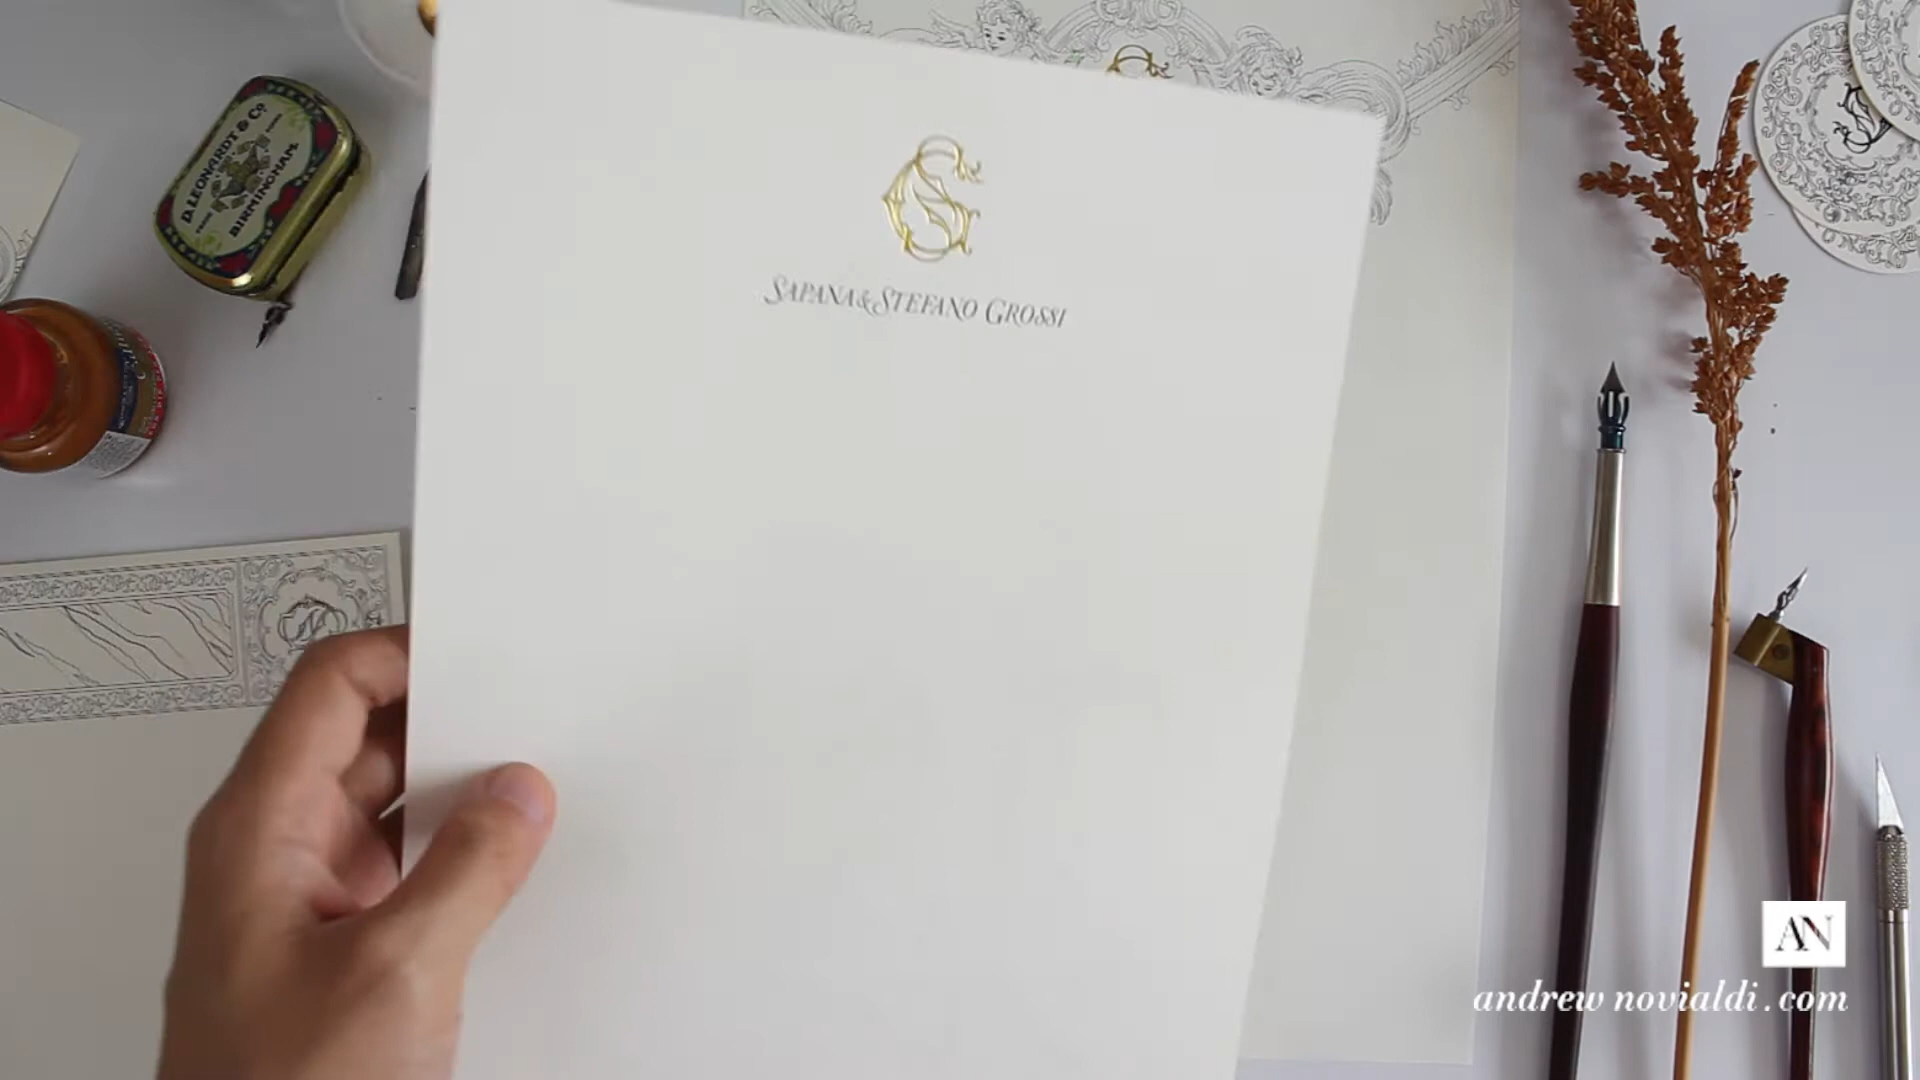 D. LEONARDT & Co.
BIRMINGHAM.
SAPANA & STEFANO GROSSI
AN
andrew novialdi.com